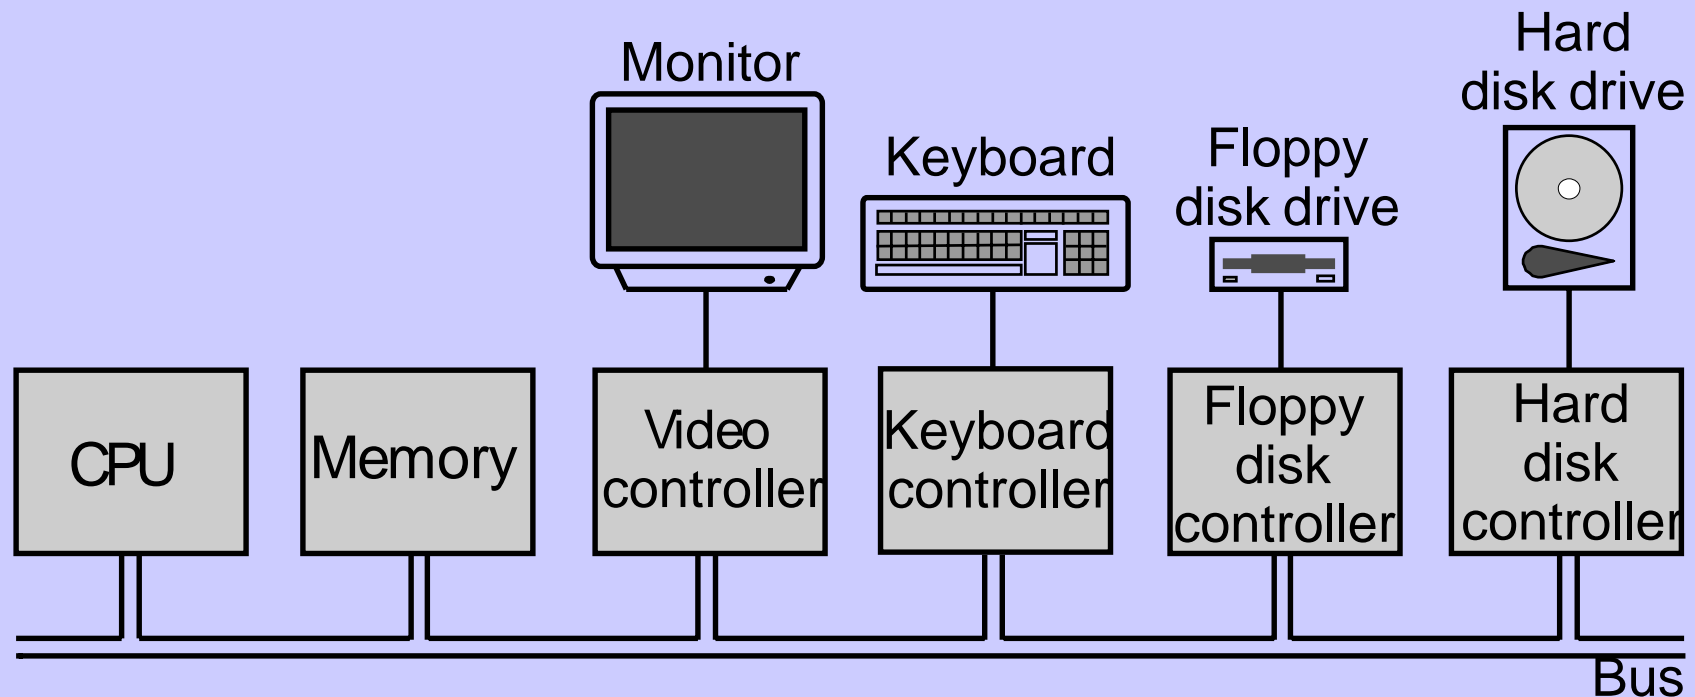 Monitor
Keyboard
Floppy
disk drive
Hard
disk drive
CPU
Memory
Video
controller
Keyboard
controller
Floppy
disk
controller
Hard
disk
controller
Bus